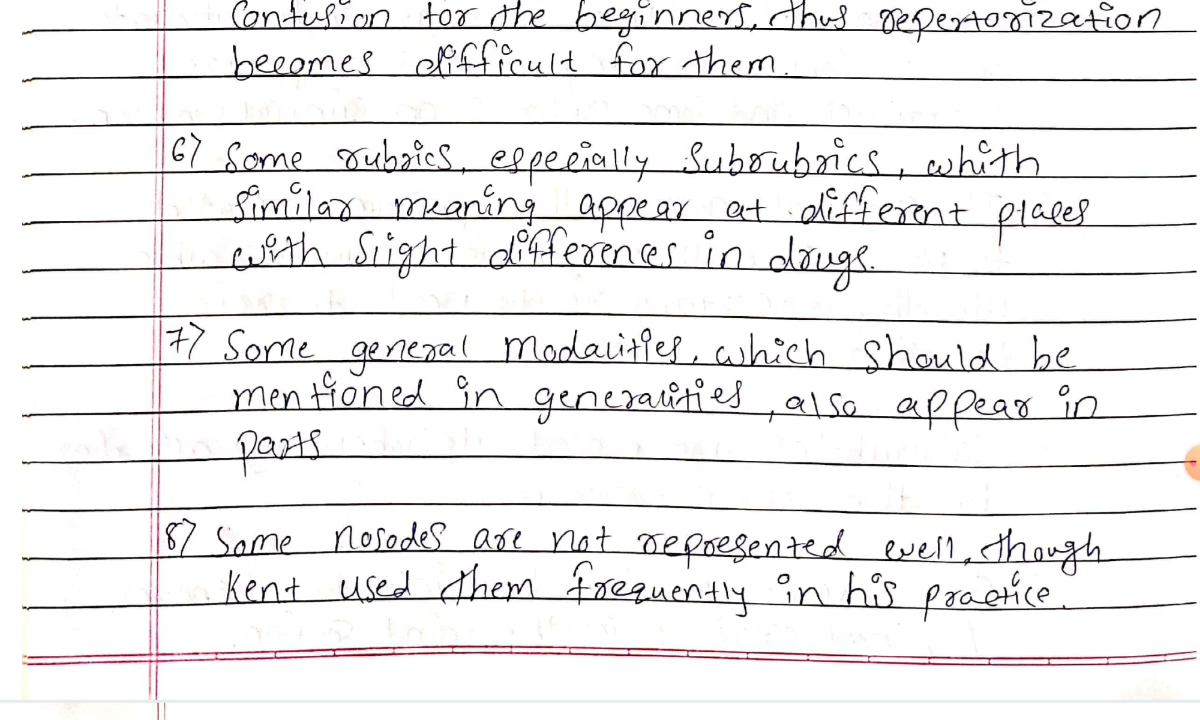 Confusion for the beginners, thus repertorization
becomes difficult for them.
6) Some rubrics, especially subrubrics, whith
similar meaning appear at different places
with slight differences in drugs.
7) Some general modalities, which should be
mentioned in generalities, also appear in
parts
8) Some nosodes are not represented well, though
Kent used them frequently in his practice.